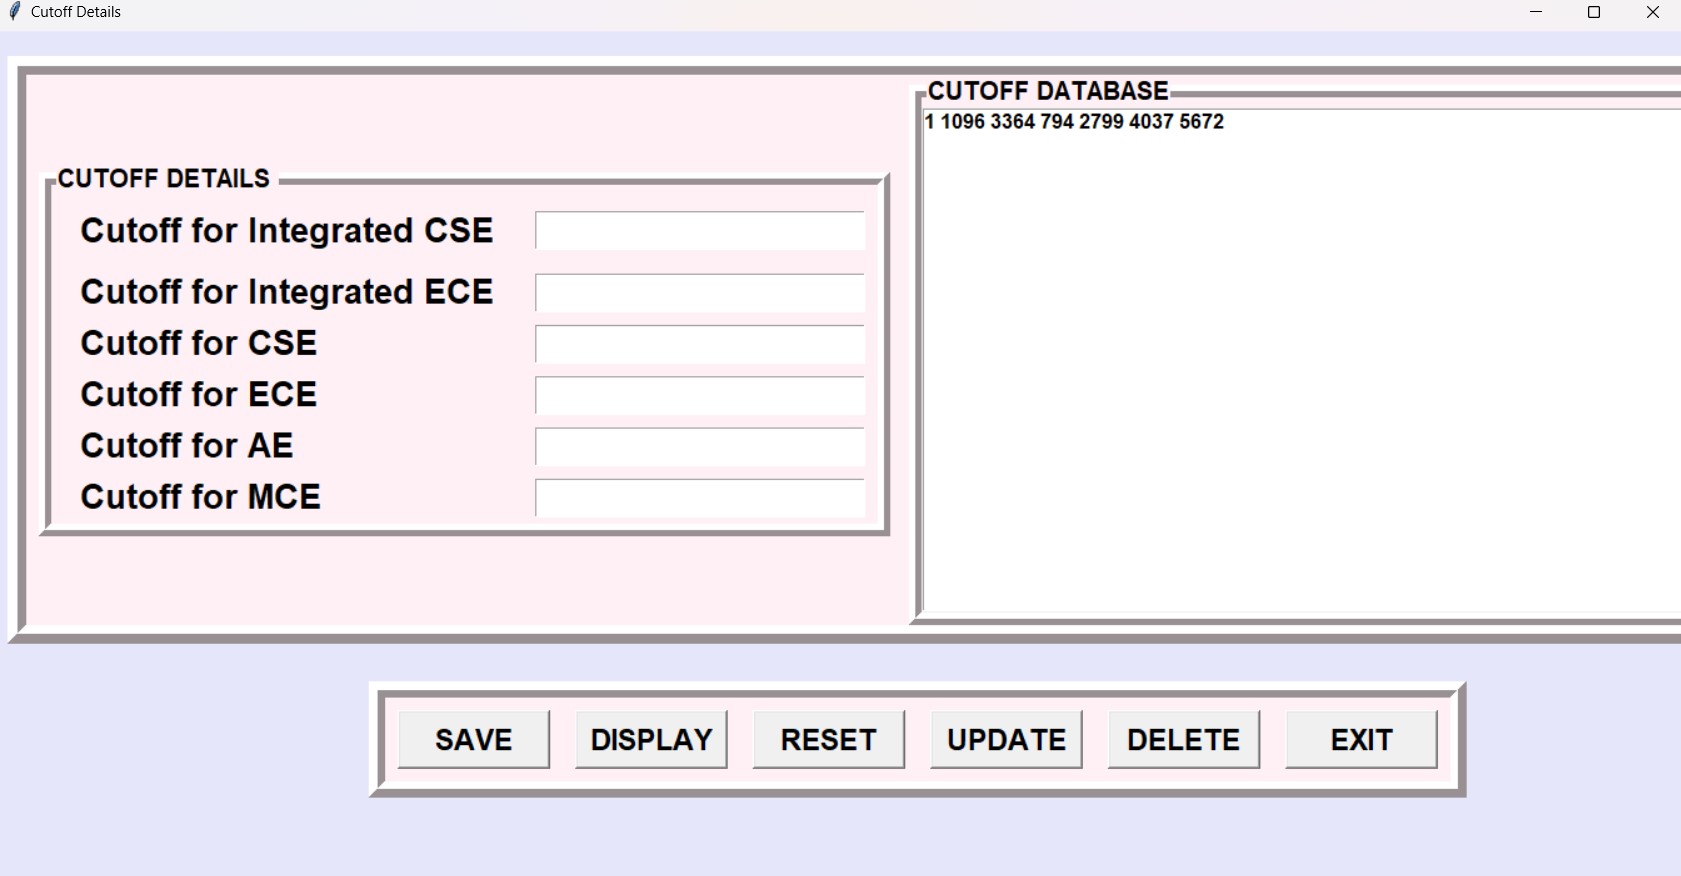 Cutoff Details
CUTOFF DETAILS
Cutoff for Integrated CSE
Cutoff for Integrated ECE
Cutoff for CSE
Cutoff for ECE
Cutoff for AE
Cutoff for MCE
CUTOFF DATABASE
1 1096 3364 794 2799 4037 5672
SAVE
DISPLAY
RESET
UPDATE
DELETE
EXIT